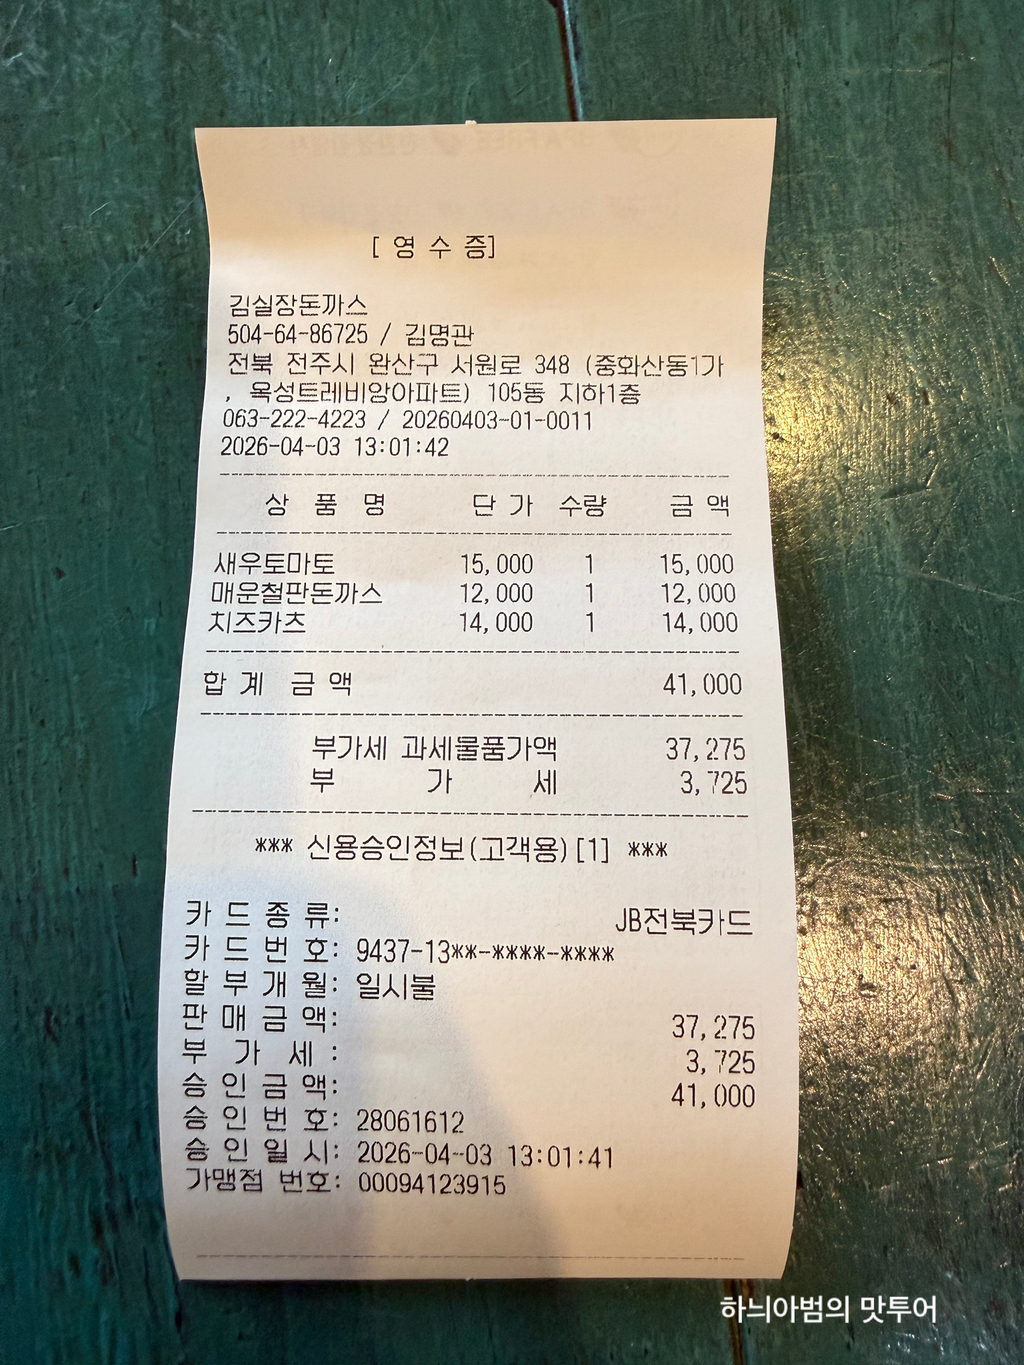 [ 영 수 증]
김실장돈까스
504-64-86725 / 김명관
전북 전주시 완산구 서원로 348 (중화산동1가
, 옥성트레비앙아파트) 105동 지하1층
063-222-4223 / 20260403-01-0011
2026-04-03 13:01:42
상 품 명 단 가 수량 금 액
새우토마토 15,000 1 15,000
매운철판돈까스 12,000 1 12,000
치즈카츠 14,000 1 14,000
합 계 금 액 41,000
부가세 과세물품가액 37,275
부 가 세 3,725
*** 신용승인정보(고객용)[1] ***
카 드 종 류: JB전북카드
카 드 번 호: 9437-13**-****-****
할 부 개 월: 일시불
판 매 금 액: 37,275
부 가 세 : 3,725
승 인 금 액: 41,000
승 인 번 호: 28061612
승 인 일 시: 2026-04-03 13:01:41
가맹점 번호: 00094123915
하늬아범의 맛투어